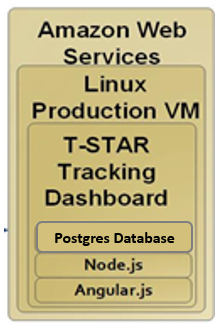 Amazon Web
Services
Linux
Production VM
T-STAR
Tracking
Dashboard
Postgres Database
Node.js
Angular.js